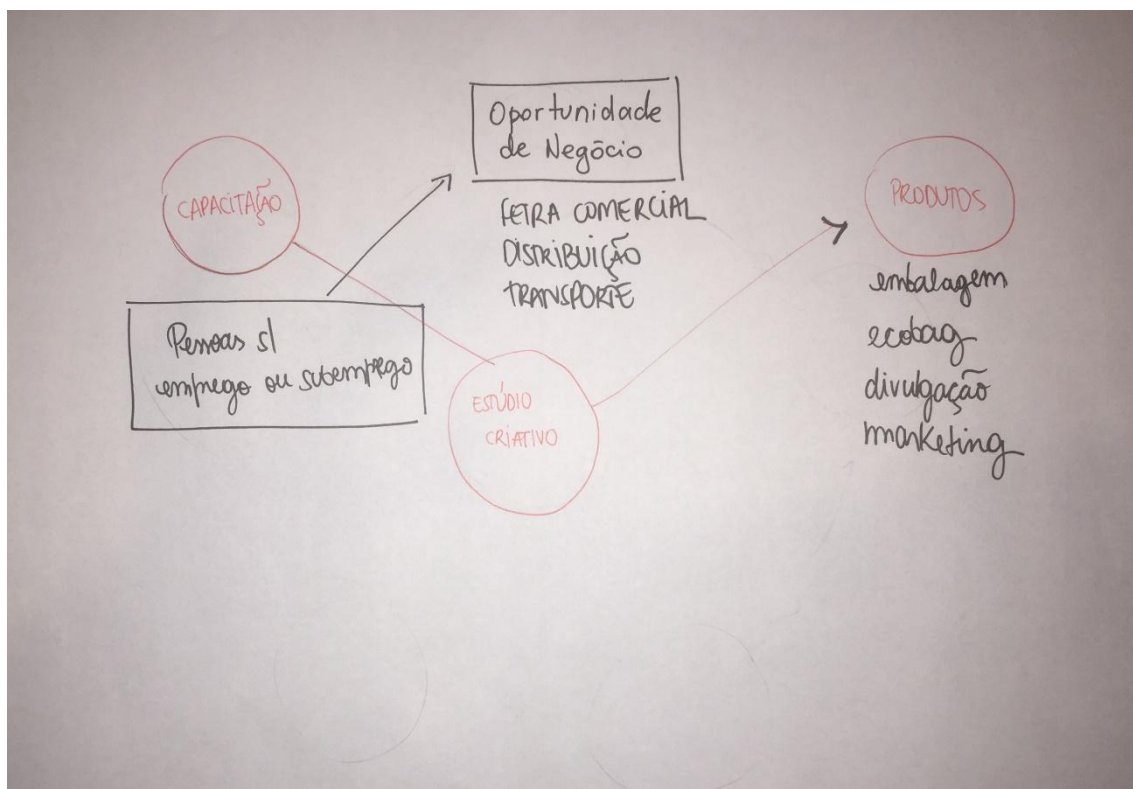 Oportunidade
de Negócio
CAPACITAÇÃO
PRODUTOS
FEIRA COMERCIAL
DISTRIBUIÇÃO
TRANSPORTE
embalagem
ecobag
divulgação
marketing
Pessoas s/
emprego ou subemprego
ESTÚDIO
CRIATIVO